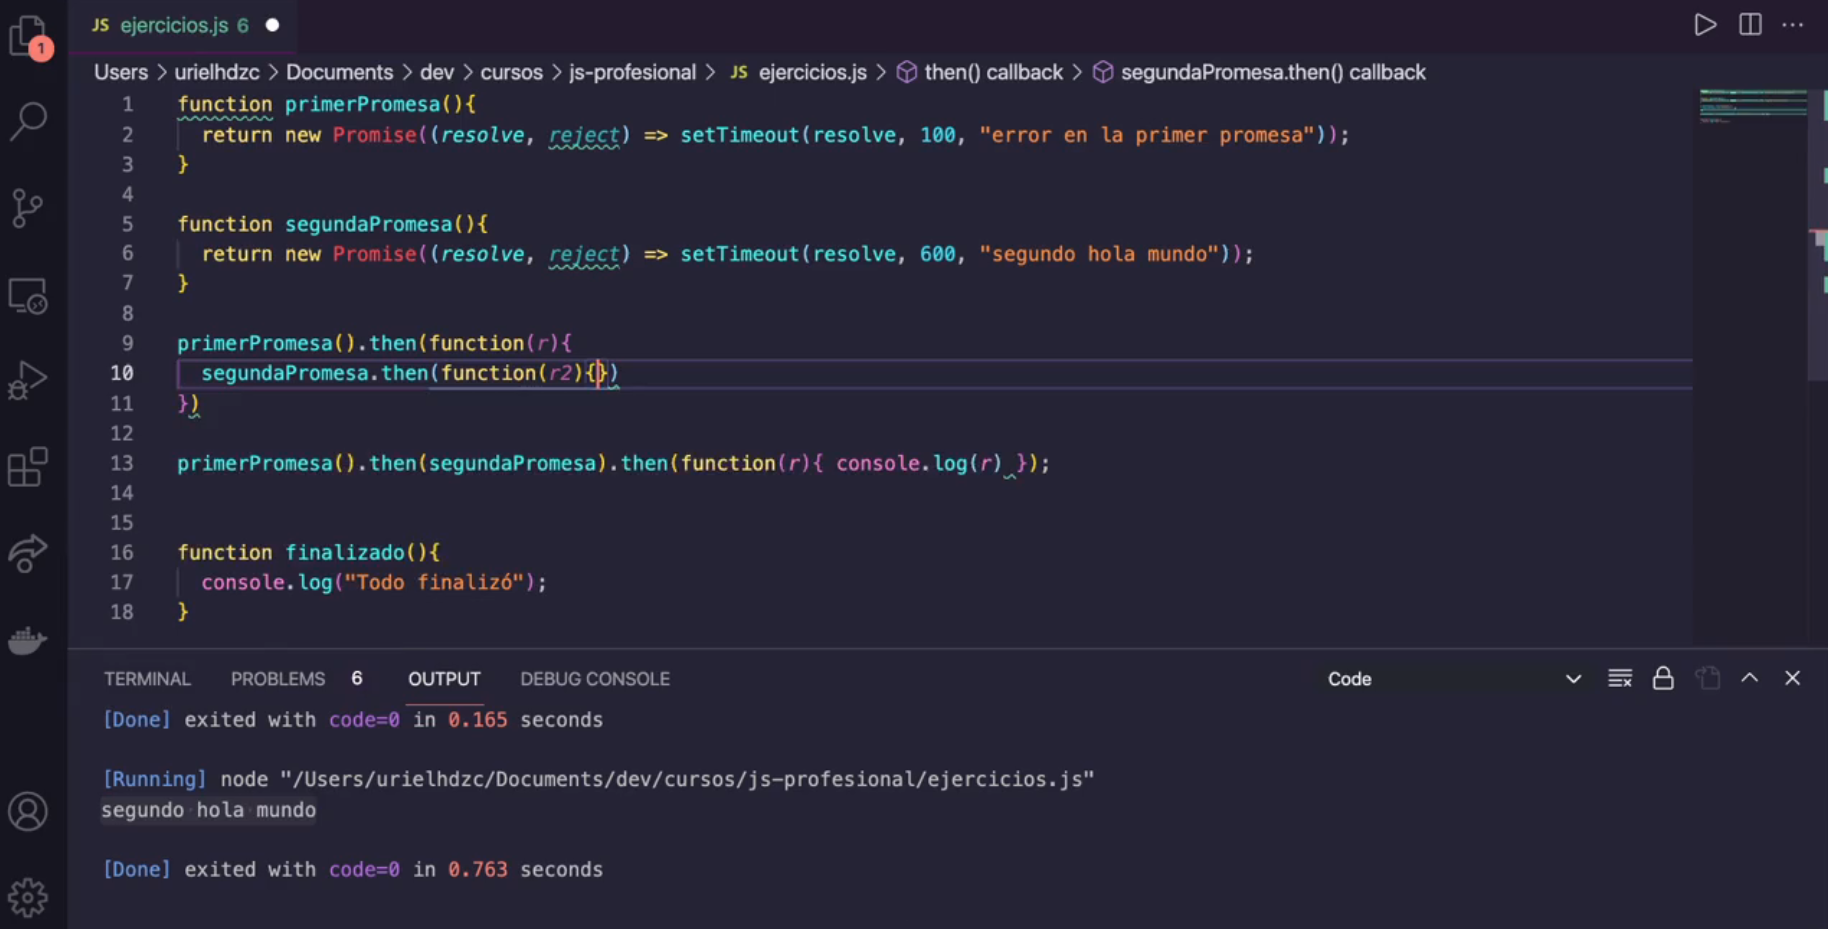 JS ejercicios.js 6
1
Users > urielhdzc > Documents > dev > cursos > js-profesional > JS ejercicios.js > then() callback > segundaPromesa.then() callback
1 function primerPromesa(){
2 return new Promise((resolve, reject) => setTimeout(resolve, 100, "error en la primer promesa"));
3 }
4
5 function segundaPromesa(){
6 return new Promise((resolve, reject) => setTimeout(resolve, 600, "segundo hola mundo"));
7 }
8
9 primerPromesa().then(function(r){
10 segundaPromesa.then(function(r2){})
11 })
12
13 primerPromesa().then(segundaPromesa).then(function(r){ console.log(r) });
14
15
16 function finalizado(){
17 console.log("Todo finalizó");
18 }
TERMINAL PROBLEMS 6 OUTPUT DEBUG CONSOLE Code
[Done] exited with code=0 in 0.165 seconds
[Running] node "/Users/urielhdzc/Documents/dev/cursos/js-profesional/ejercicios.js"
segundo hola mundo
[Done] exited with code=0 in 0.763 seconds